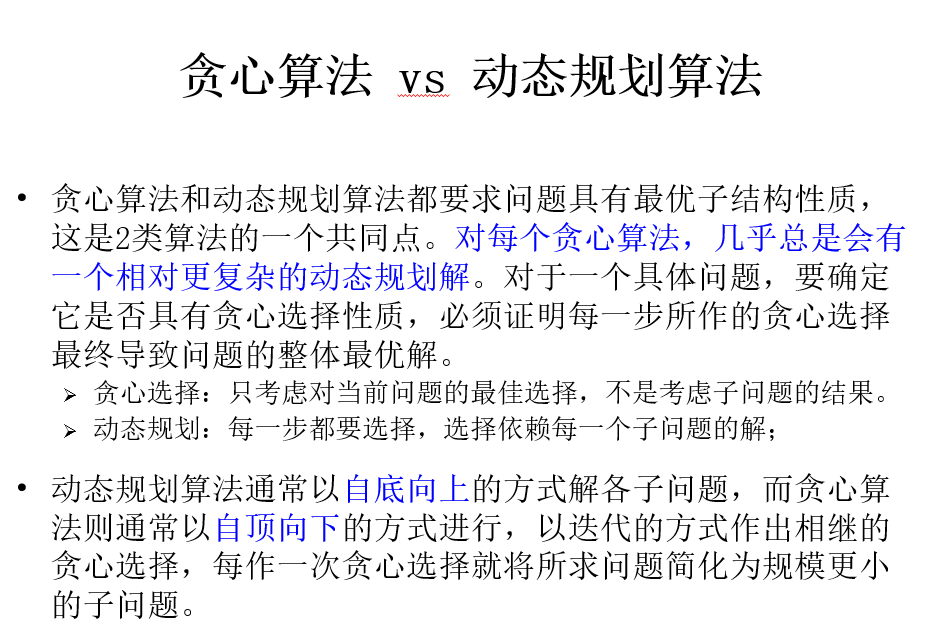 贪心算法 vs 动态规划算法
• 贪心算法和动态规划算法都要求问题具有最优子结构性质，
这是2类算法的一个共同点。对每个贪心算法，几乎总是会有
一个相对更复杂的动态规划解。对于一个具体问题，要确定
它是否具有贪心选择性质，必须证明每一步所作的贪心选择
最终导致问题的整体最优解。
➢ 贪心选择：只考虑对当前问题的最佳选择，不是考虑子问题的结果。
➢ 动态规划：每一步都要选择，选择依赖每一个子问题的解；
• 动态规划算法通常以自底向上的方式解各子问题，而贪心算
法则通常以自顶向下的方式进行，以迭代的方式作出相继的
贪心选择，每作一次贪心选择就将所求问题简化为规模更小
的子问题。